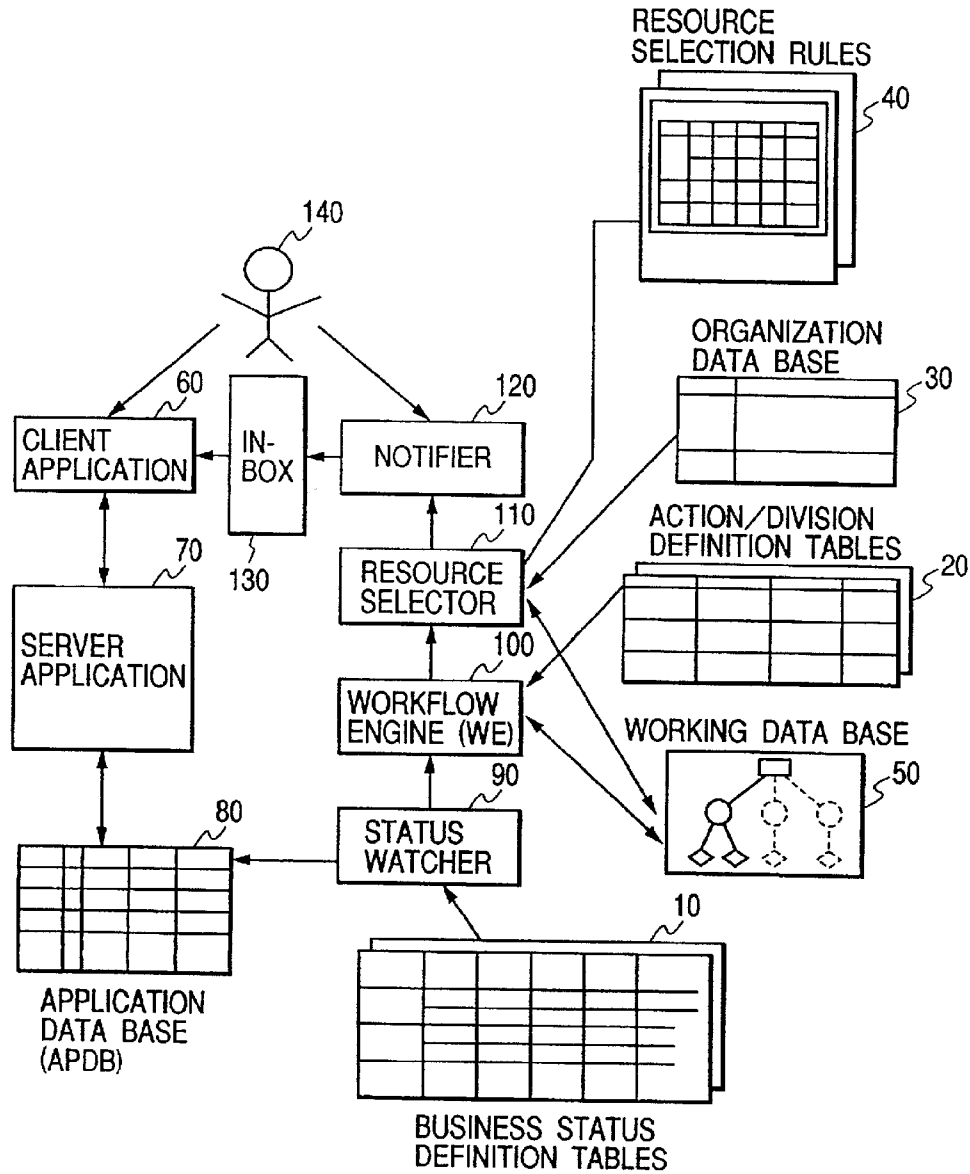 RESOURCE
SELECTION RULES
40
140
ORGANIZATION
DATA BASE
30
60
CLIENT
APPLICATION
IN-
BOX
130
120
NOTIFIER
110
RESOURCE
SELECTOR
ACTION/DIVISION
DEFINITION TABLES
20
70
SERVER
APPLICATION
100
WORKFLOW
ENGINE (WE)
WORKING DATA BASE
50
90
STATUS
WATCHER
80
APPLICATION
DATA BASE
(APDB)
10
BUSINESS STATUS
DEFINITION TABLES